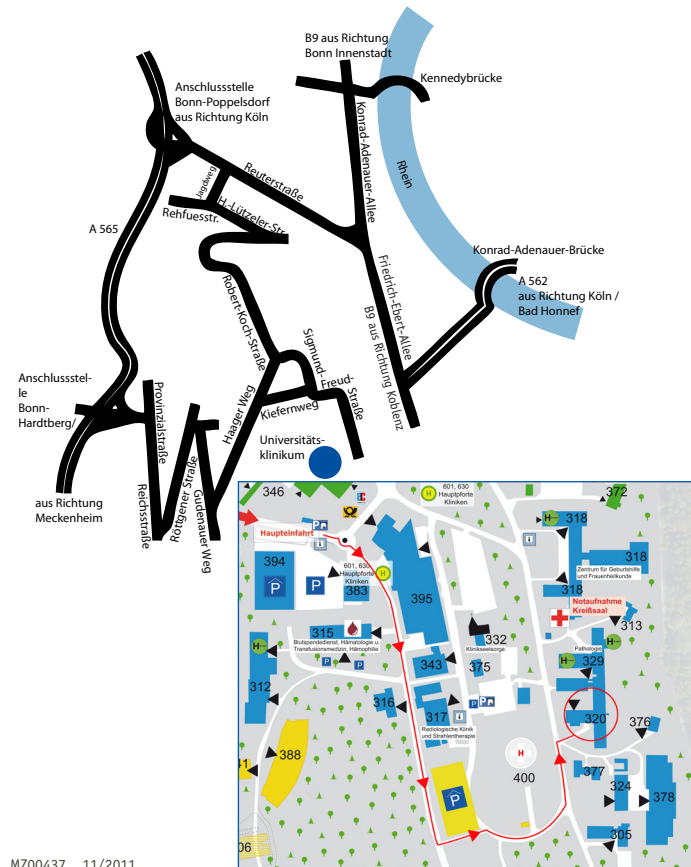 B9 aus Richtung
Bonn Innenstadt
Kennedybrücke
Anschlussstelle
Bonn-Poppelsdorf
aus Richtung Köln
Konrad-Adenauer-Allee
Rhein
Reuterstraße
Jagdweg
H.-Lützeler-Str.
Rehfuesstr.
A 565
Konrad-Adenauer-Brücke
A 562
aus Richtung Köln /
Bad Honnef
Friedrich-Ebert-Allee
B9 aus Richtung Koblenz
Robert-Koch-Straße
Sigmund-
Freud-
Straße
Anschlussstel-
le
Bonn-
Hardtberg/
Provinzialstraße
Haager Weg
Kiefernweg
Universitäts-
klinikum
Reichsstraße
Röttgener Straße
Gudenauer Weg
aus Richtung
Meckenheim
346
601, 630
Hauptpforte
Kliniken
H
372
318
H
Haupteinfahrt
P
i
394
P
P
601, 630
Hauptpforte
Kliniken
H
383
395
i
318
Zentrum für Geburtshilfe
und Frauenheilkunde
318
Notaufnahme
Kreißsaal
313
315
Blutspendedienst, Hämatologie u.
Transfusionsmedizin, Hämophilie
P
332
Klinikseelsorge
H
Pathologie
H
329
H
312
343
375
316
317
P
P
i
Radiologische Klinik
und Strahlentherapie
320
376
388
H
400
377
324
378
41
P
305
06
MZ00437 11/2011